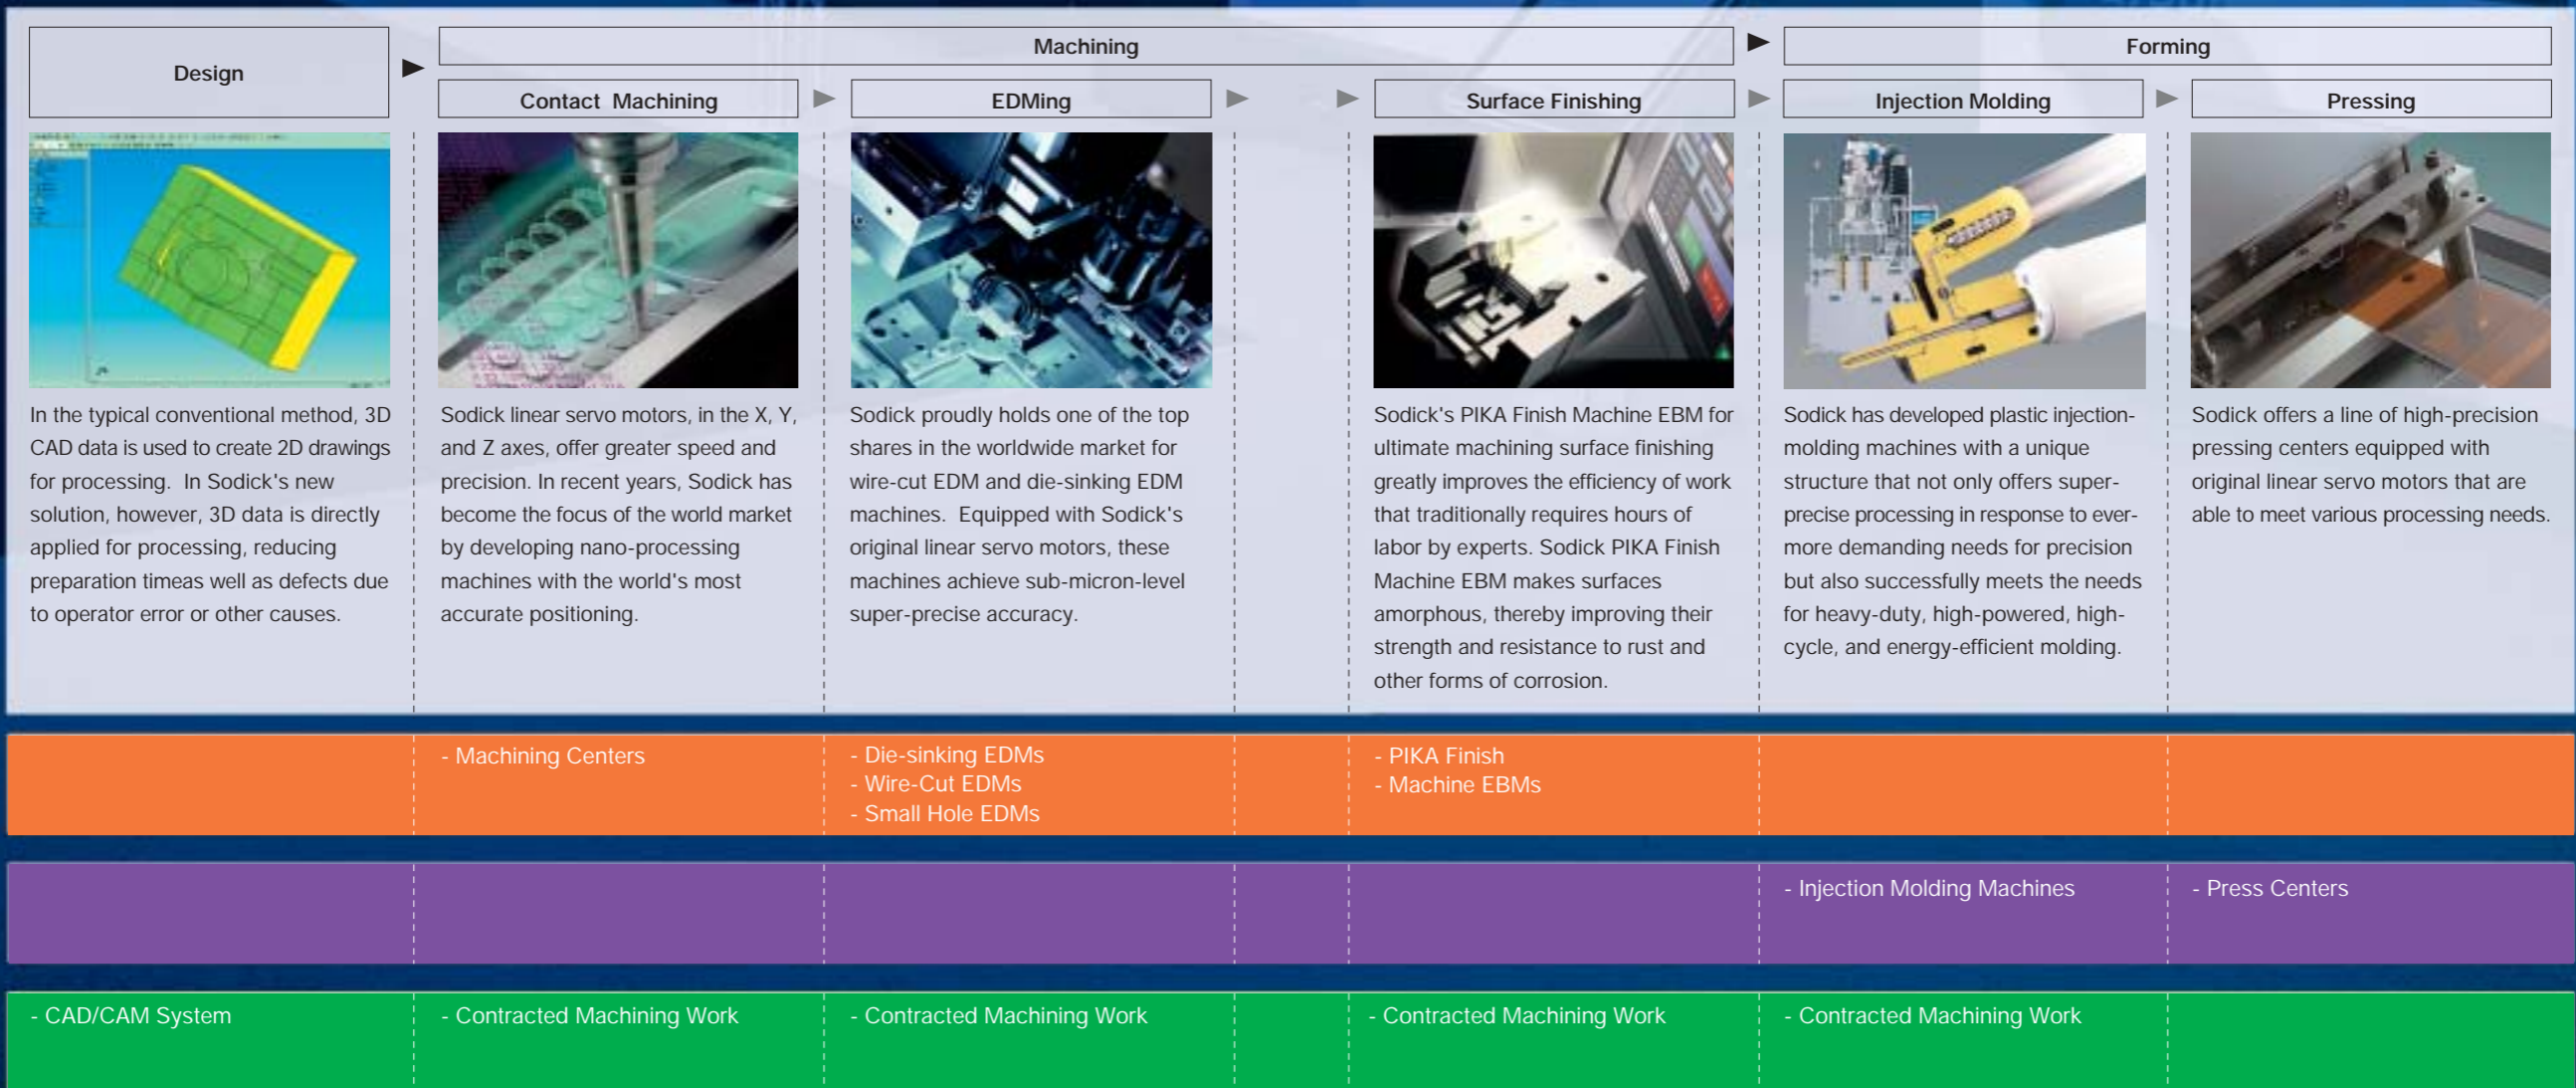 Design
Machining
Forming
Contact Machining
EDMing
Surface Finishing
Injection Molding
Pressing
In the typical conventional method, 3D
CAD data is used to create 2D drawings
for processing. In Sodick's new
solution, however, 3D data is directly
applied for processing, reducing
preparation timeas well as defects due
to operator error or other causes.
Sodick linear servo motors, in the X, Y,
and Z axes, offer greater speed and
precision. In recent years, Sodick has
become the focus of the world market
by developing nano-processing
machines with the world's most
accurate positioning.
Sodick proudly holds one of the top
shares in the worldwide market for
wire-cut EDM and die-sinking EDM
machines. Equipped with Sodick's
original linear servo motors, these
machines achieve sub-micron-level
super-precise accuracy.
Sodick's PIKA Finish Machine EBM for
ultimate machining surface finishing
greatly improves the efficiency of work
that traditionally requires hours of
labor by experts. Sodick PIKA Finish
Machine EBM makes surfaces
amorphous, thereby improving their
strength and resistance to rust and
other forms of corrosion.
Sodick has developed plastic injection-
molding machines with a unique
structure that not only offers super-
precise processing in response to ever-
more demanding needs for precision
but also successfully meets the needs
for heavy-duty, high-powered, high-
cycle, and energy-efficient molding.
Sodick offers a line of high-precision
pressing centers equipped with
original linear servo motors that are
able to meet various processing needs.
- Machining Centers
- Die-sinking EDMs
- Wire-Cut EDMs
- Small Hole EDMs
- PIKA Finish
- Machine EBMs
- Injection Molding Machines
- Press Centers
- CAD/CAM System
- Contracted Machining Work
- Contracted Machining Work
- Contracted Machining Work
- Contracted Machining Work